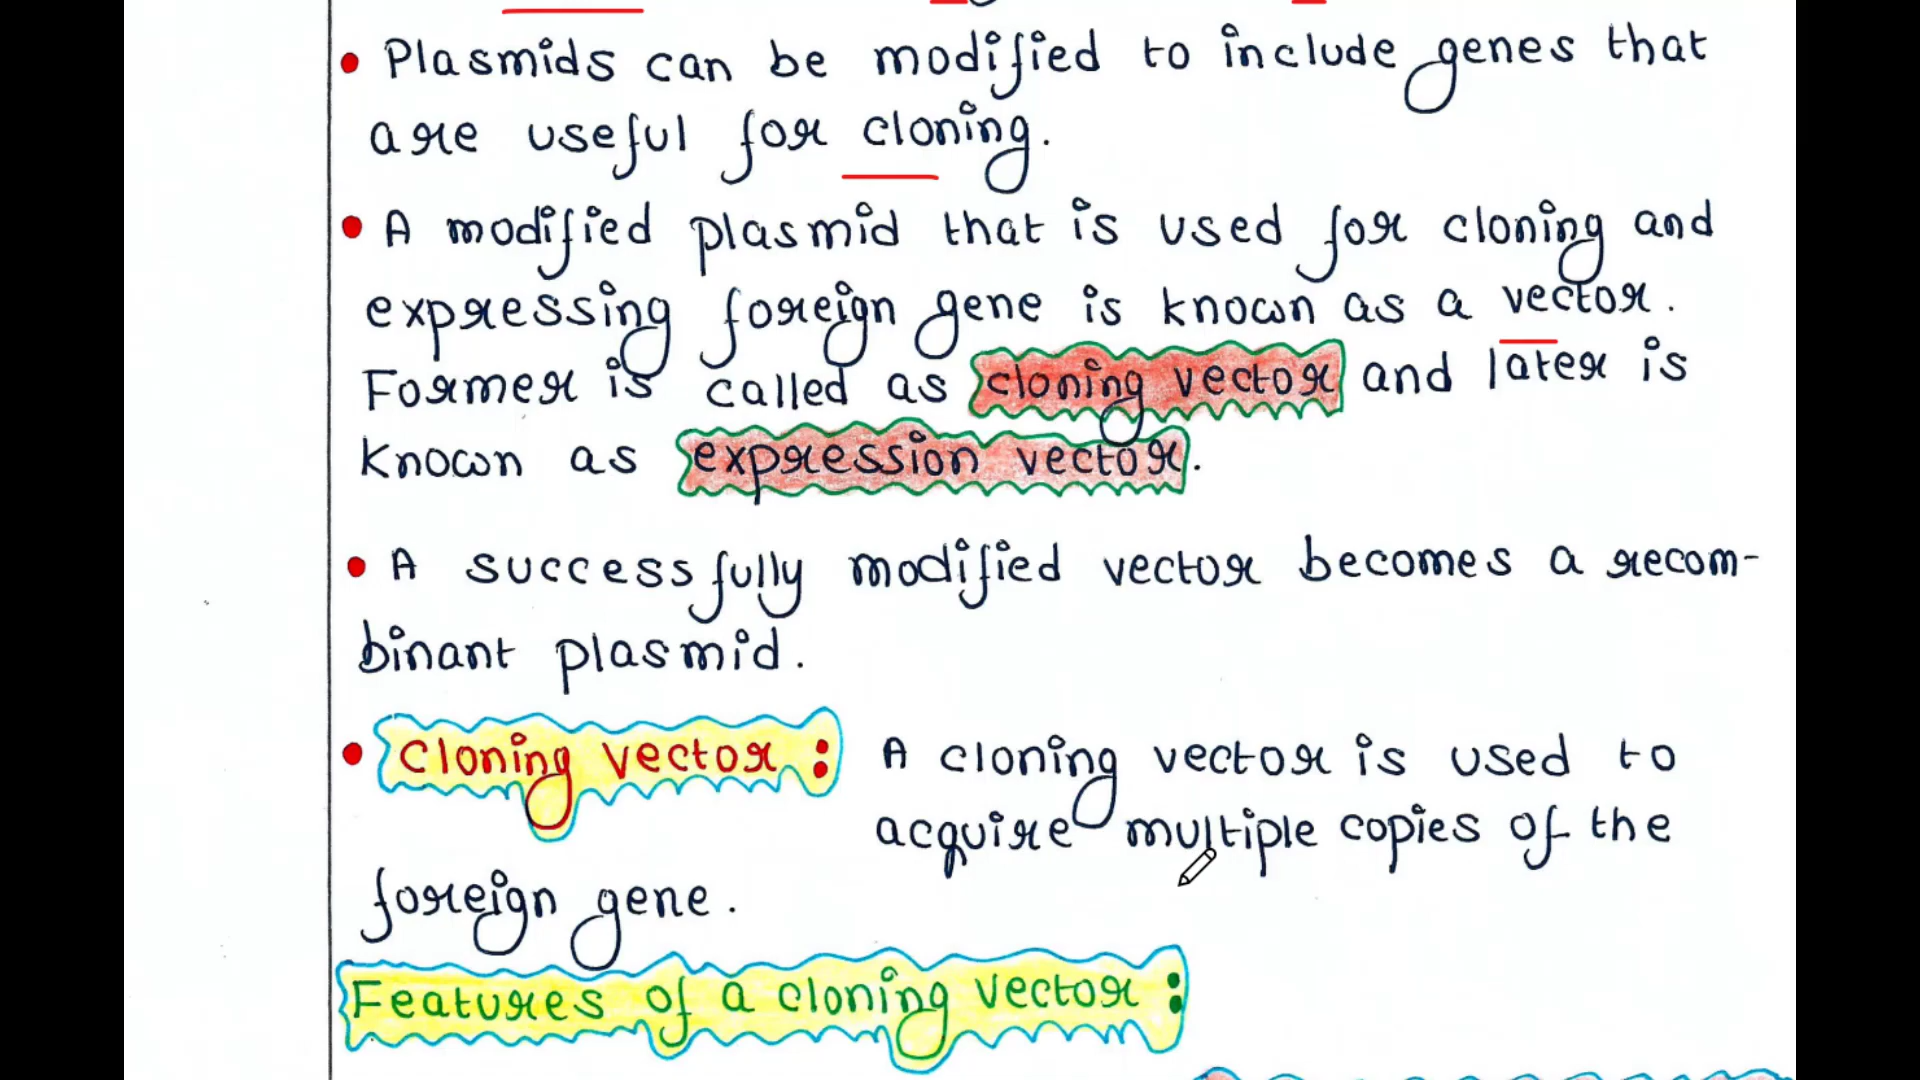 • Plasmids can be modified to include genes that
are useful for cloning.
• A modified plasmid that is used for cloning and
expressing foreign gene is known as a vector.
Former is called as cloning vector and later is
known as expression vector.
• A successfully modified vector becomes a recom-
binant plasmid.
• Cloning vector : A cloning vector is used to
acquire multiple copies of the
foreign gene.
Features of a cloning vector :